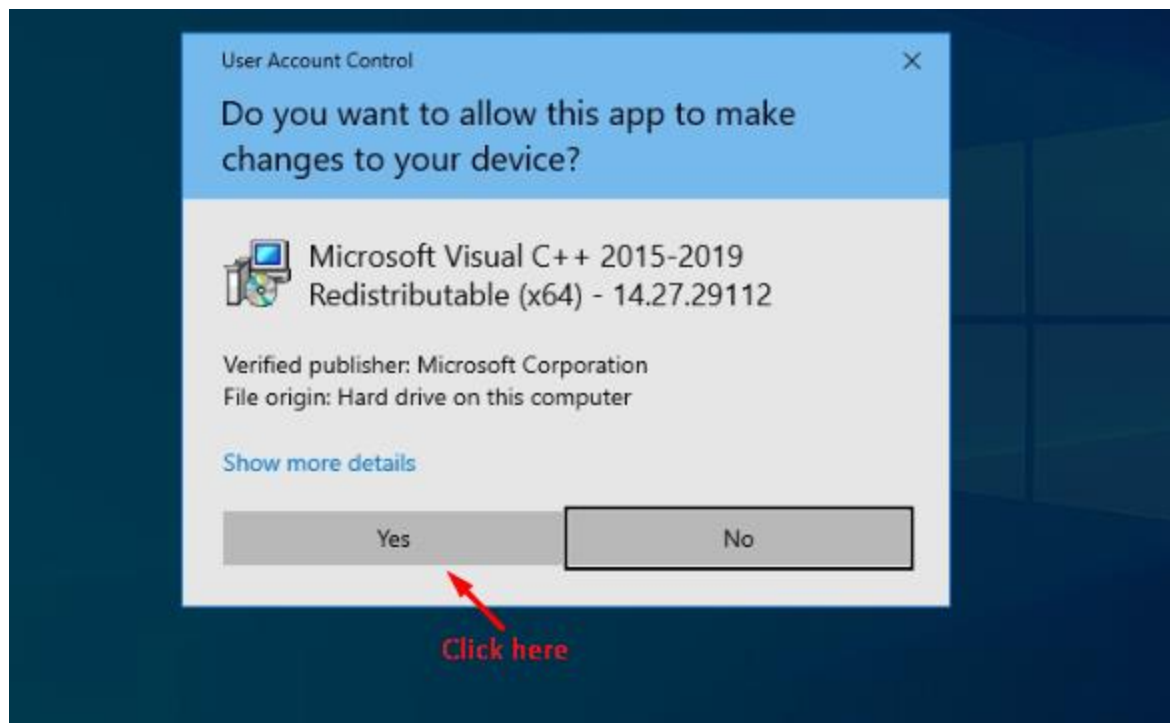 User Account Control
Do you want to allow this app to make
changes to your device?
Microsoft Visual C++ 2015-2019
Redistributable (x64) - 14.27.29112
Verified publisher: Microsoft Corporation
File origin: Hard drive on this computer
Show more details
Yes No
Click here